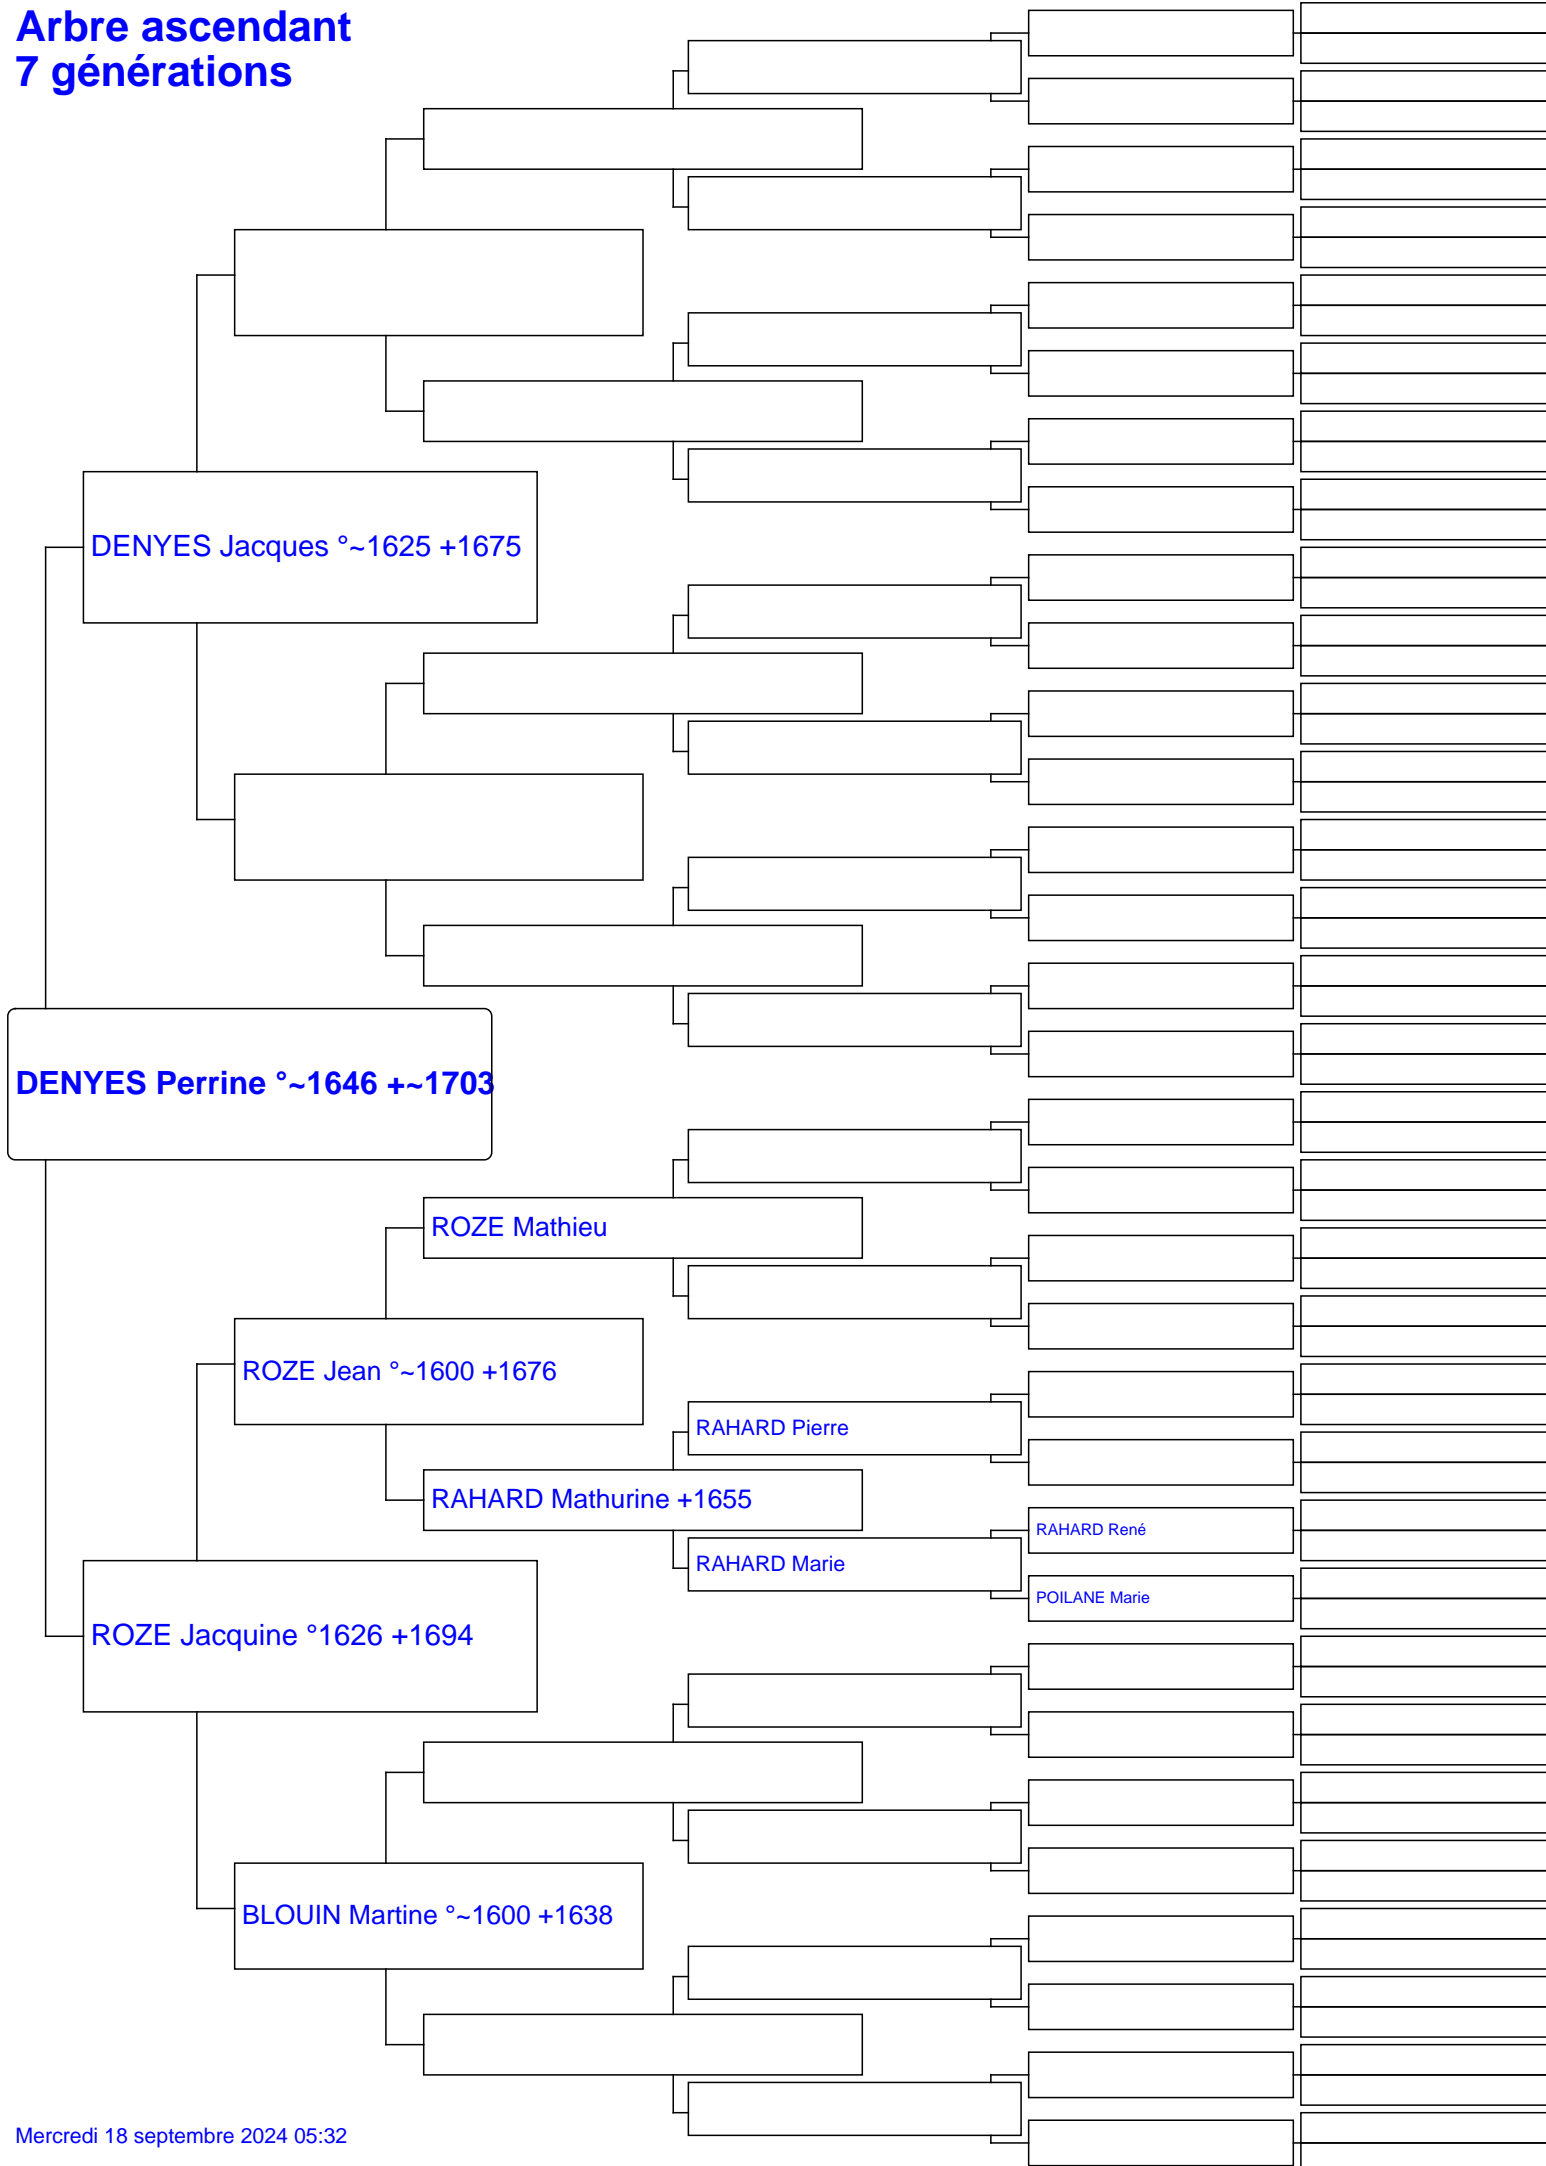 Arbre ascendant
7 générations
DENYES Jacques °~1625 +1675
DENYES Perrine °~1646 +~1703
ROZE Mathieu
ROZE Jean °~1600 +1676
RAHARD Pierre
RAHARD Mathurine +1655
RAHARD René
RAHARD Marie
POILANE Marie
ROZE Jacquine °1626 +1694
BLOUIN Martine °~1600 +1638
Mercredi 18 septembre 2024 05:32